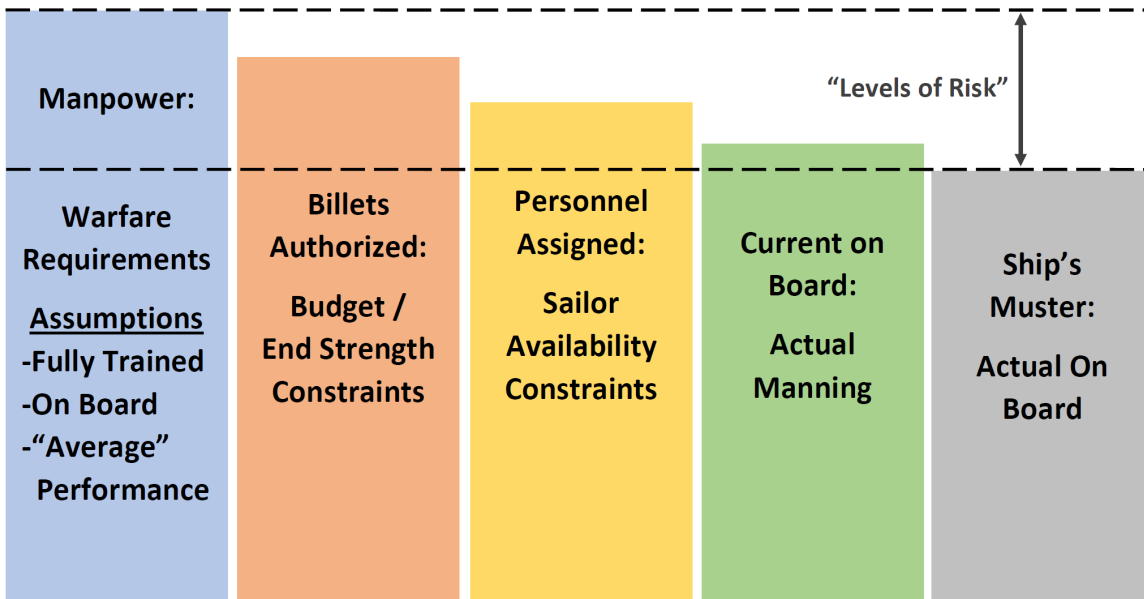 Manpower:
Warfare
Requirements
Assumptions
-Fully Trained
-On Board
-“Average”
Performance
Billets
Authorized:
Budget /
End Strength
Constraints
Personnel
Assigned:
Sailor
Availability
Constraints
Current on
Board:
Actual
Manning
“Levels of Risk”
Ship’s
Muster:
Actual On
Board